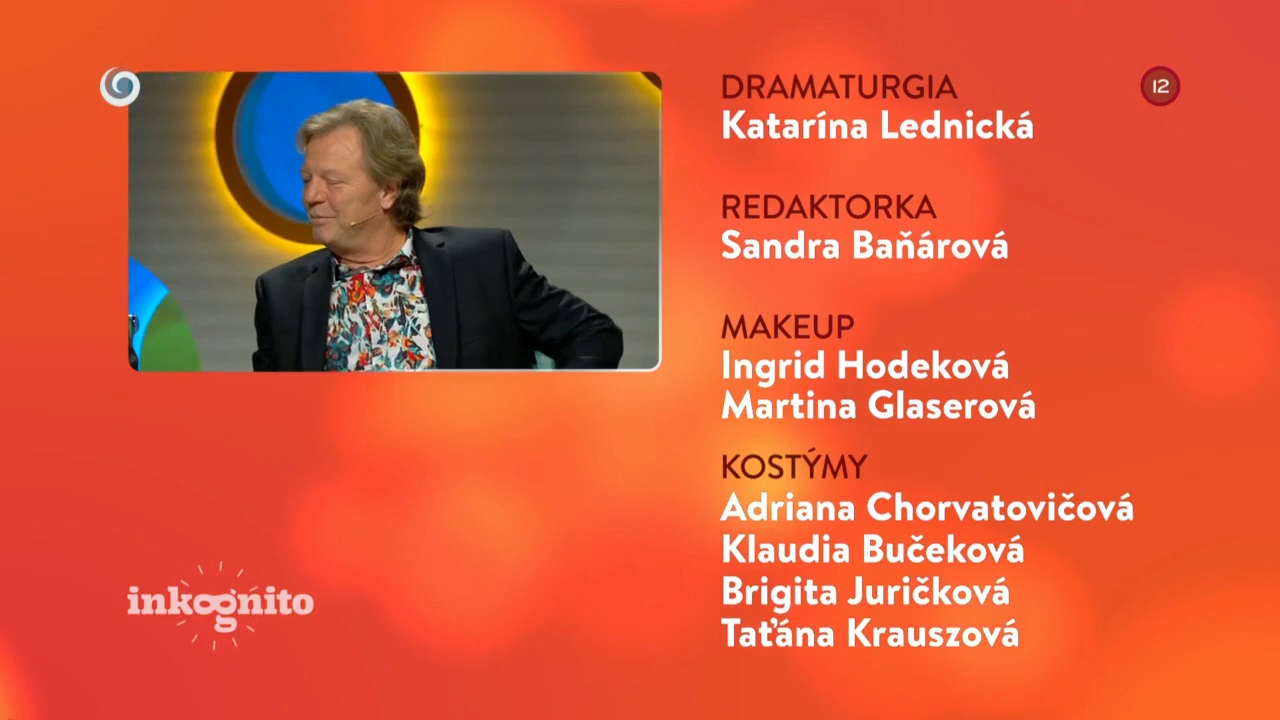 12
DRAMATURGIA
Katarína Lednická
REDAKTORKA
Sandra Baňárová
MAKEUP
Ingrid Hodeková
Martina Glaserová
KOSTÝMY
Adriana Chorvatovičová
Klaudia Bučeková
Brigita Juričková
Taťána Krauszová
inkognito